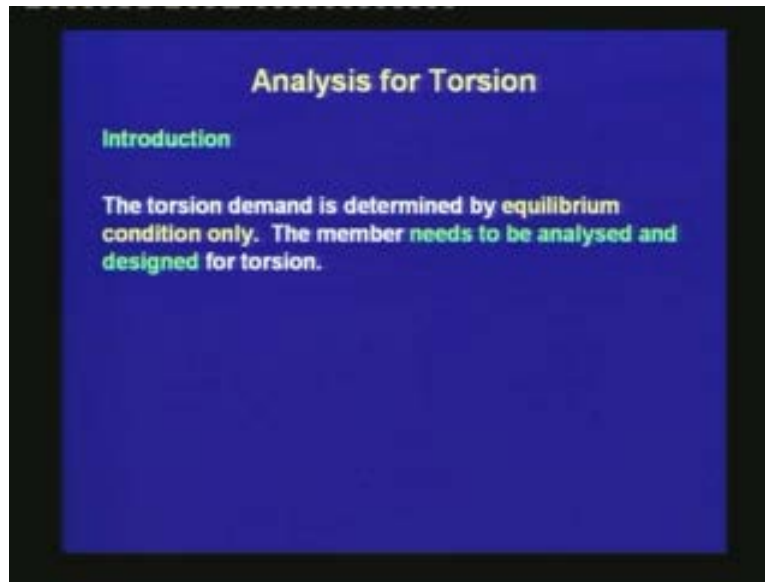 Analysis for Torsion
Introduction
The torsion demand is determined by equilibrium
condition only. The member needs to be analysed and
designed for torsion.